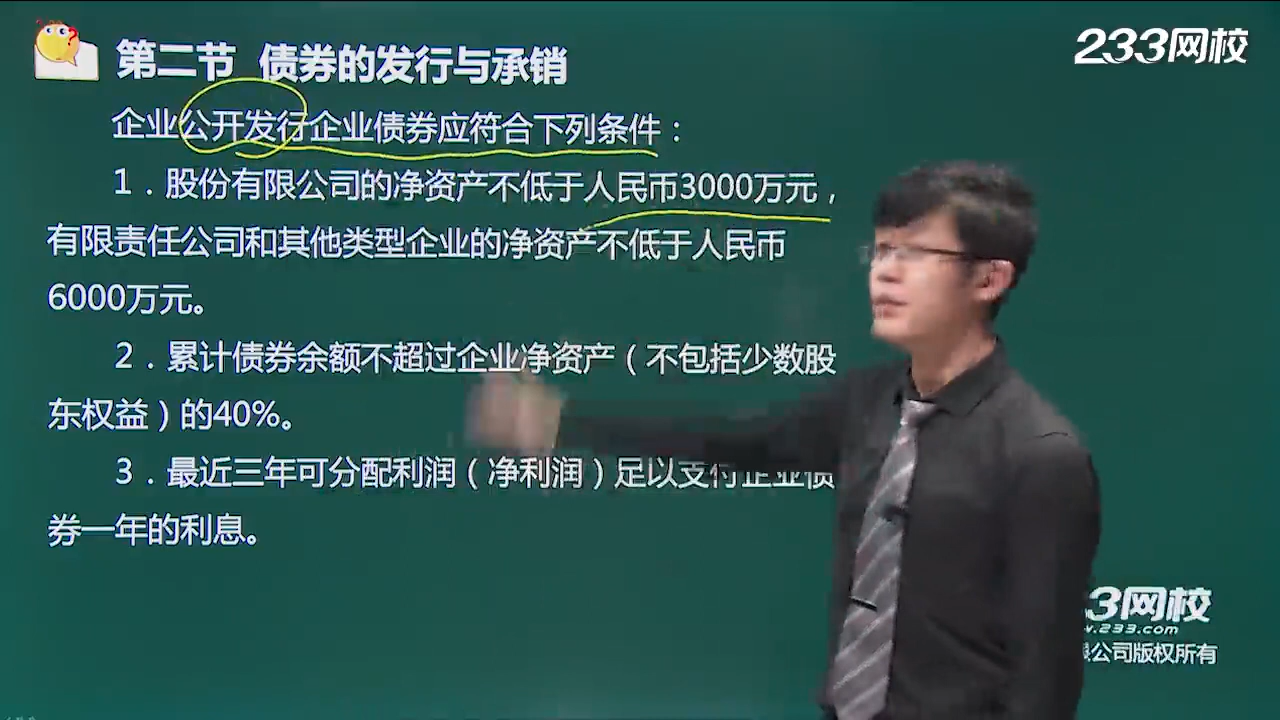 233网校
第二节 债券的发行与承销
企业公开发行企业债券应符合下列条件：
1．股份有限公司的净资产不低于人民币3000万元，
有限责任公司和其他类型企业的净资产不低于人民币
6000万元。
2．累计债券余额不超过企业净资产（不包括少数股
东权益）的40%。
3．最近三年可分配利润（净利润）足以支付企业债
券一年的利息。
3网校
.233.com
公司版权所有